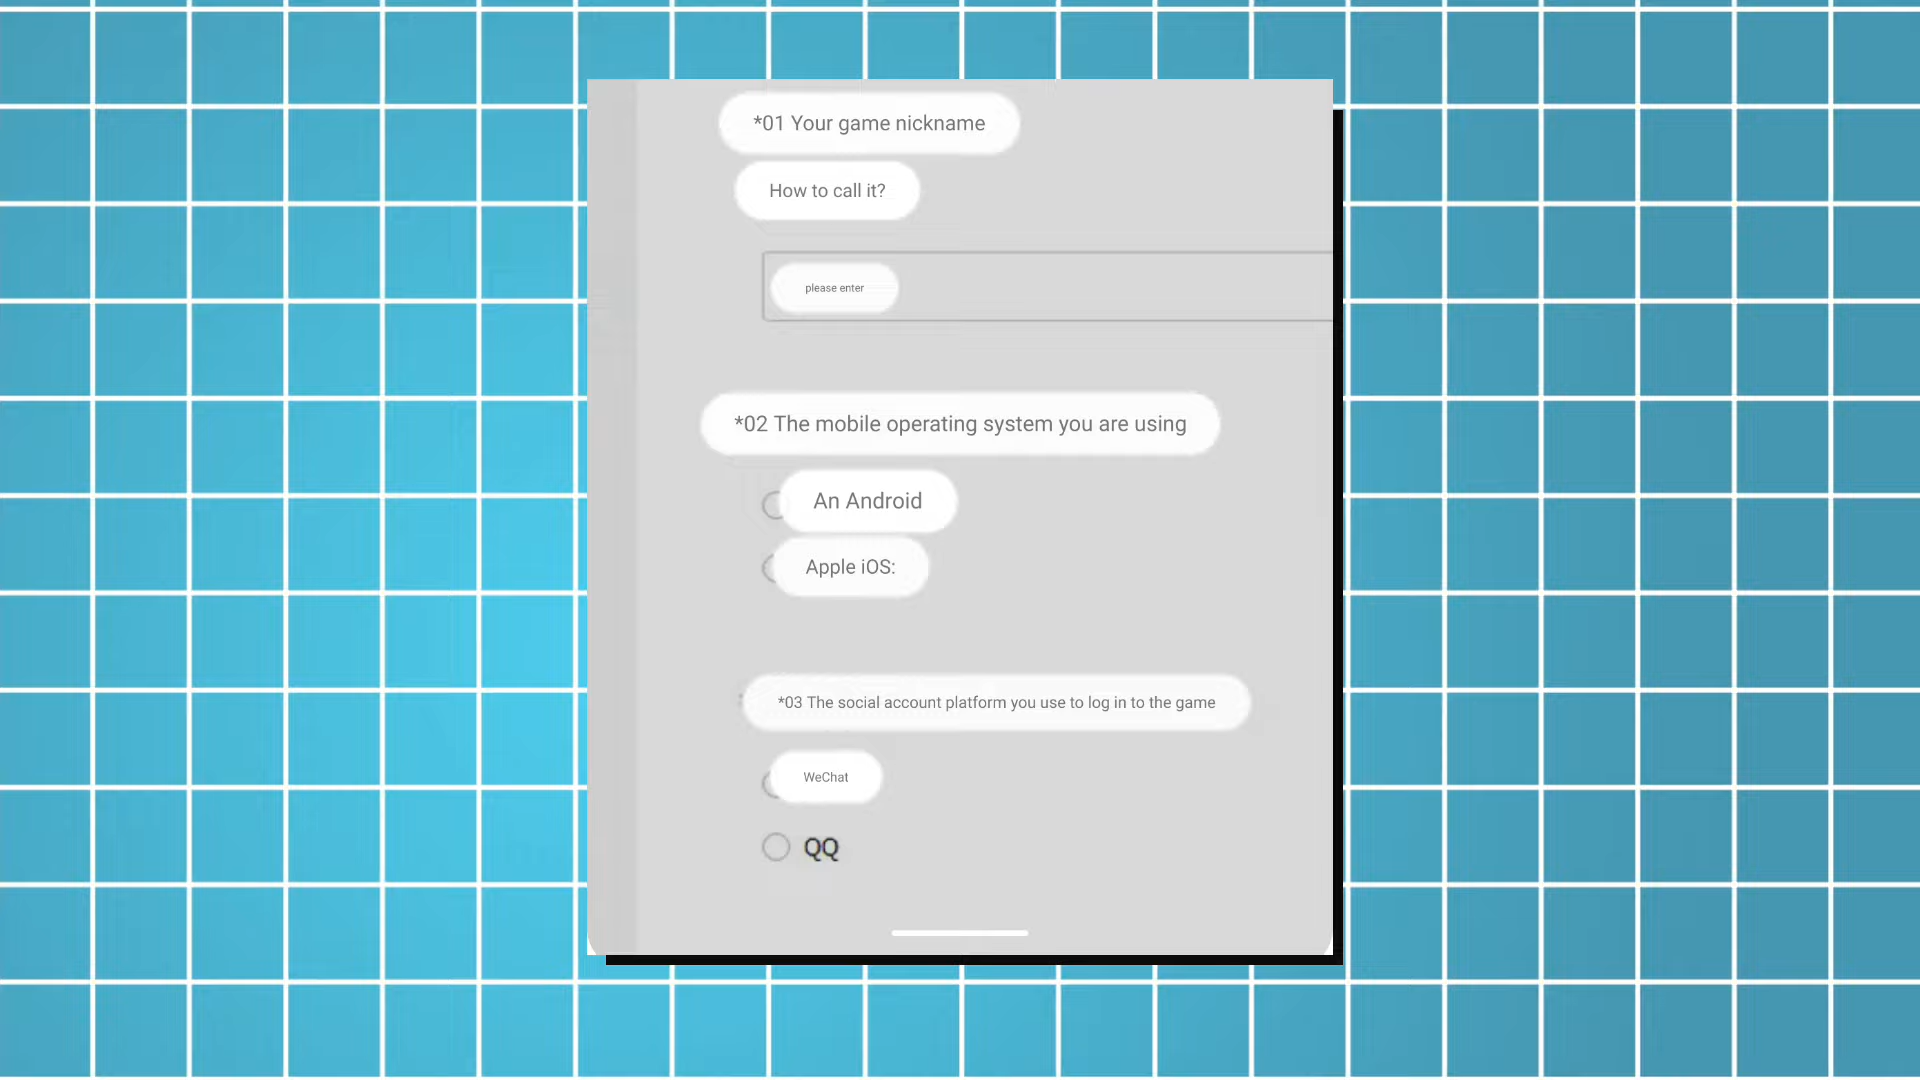 *01 Your game nickname
How to call it?
please enter
*02 The mobile operating system you are using
An Android
Apple iOS:
*03 The social account platform you use to log in to the game
WeChat
QQ